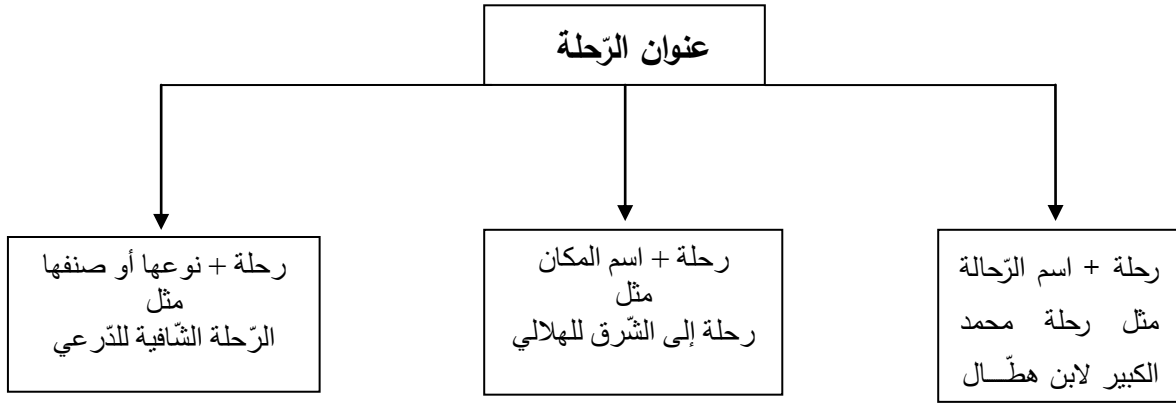 عنوان الرّحلة
رحلة + اسم الرّحالة
مثل رحلة محمد
الكبير لابن هطّـــال
رحلة + اسم المكان
مثل
رحلة إلى الشّرق للهلالي
رحلة + نوعها أو صنفها
مثل
الرّحلة الشّافية للدّرعي